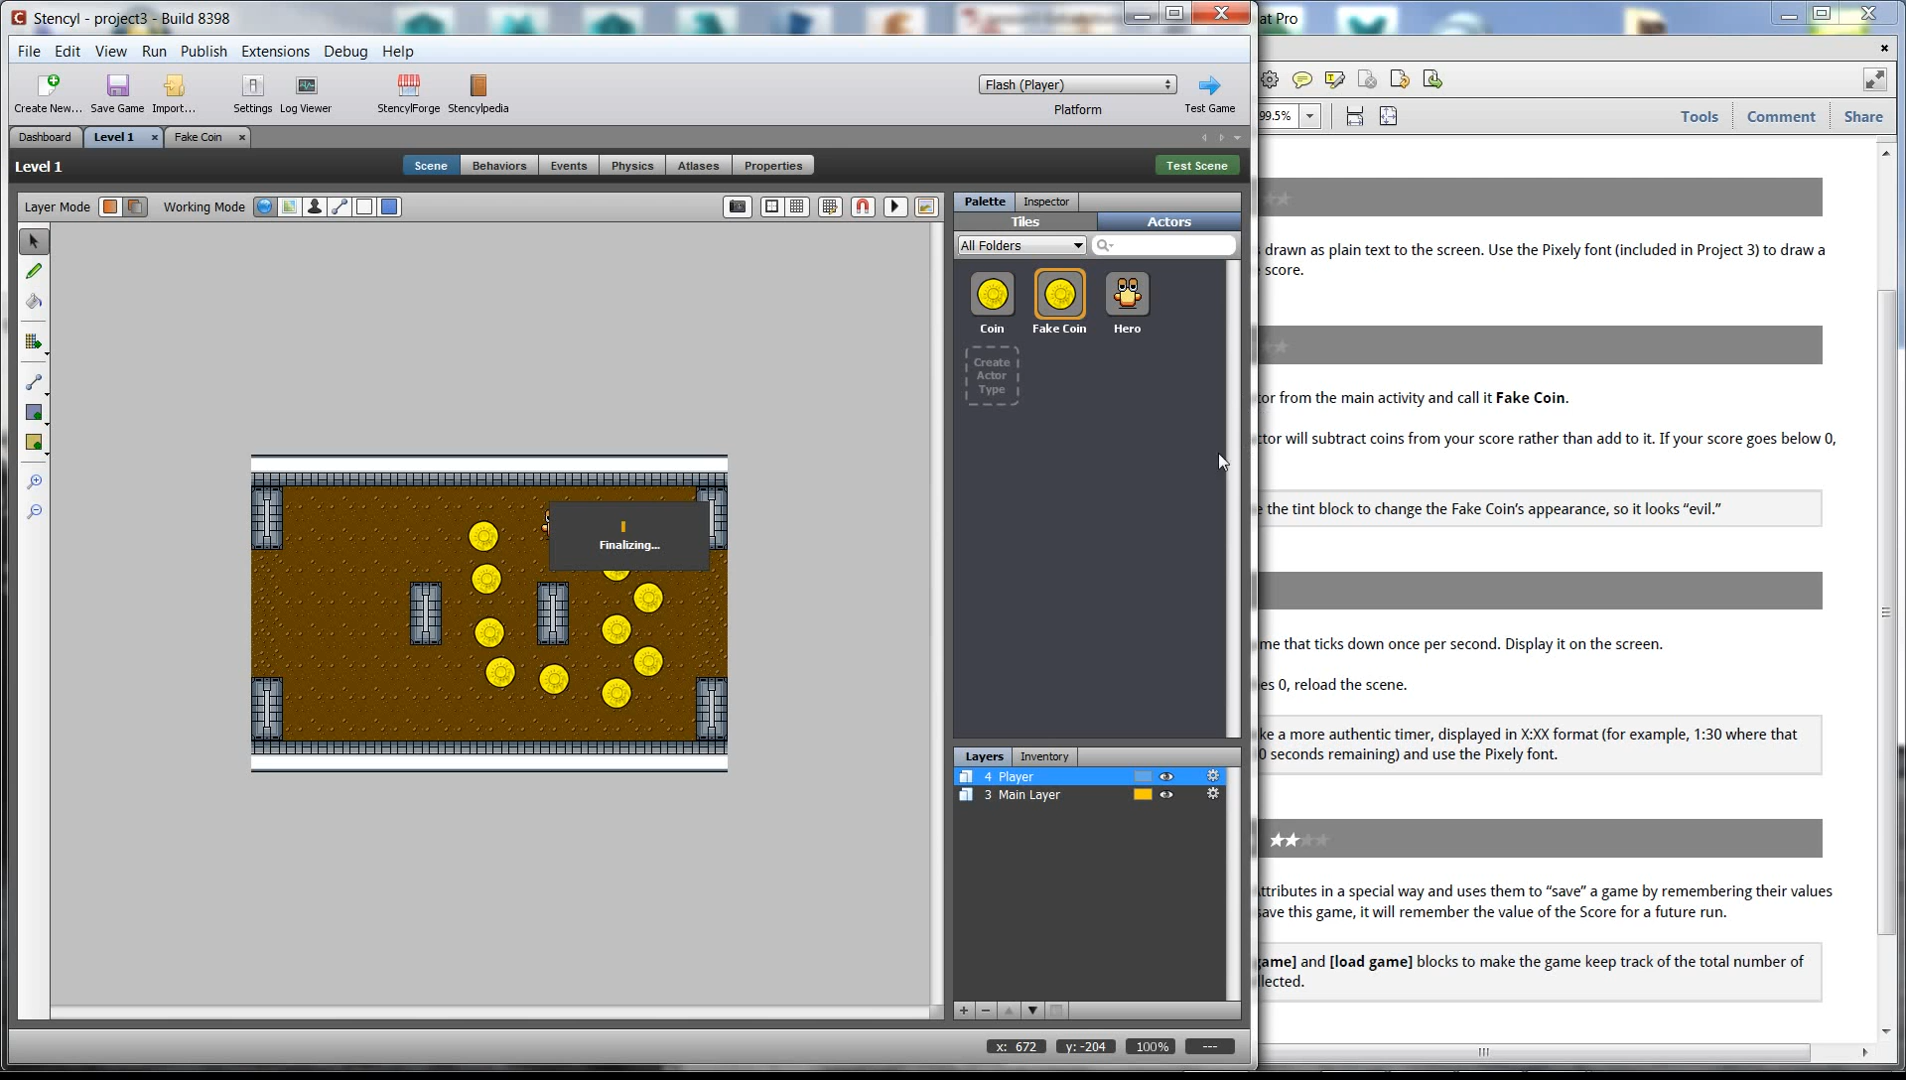 Stencyl - project3 - Build 8398
at Pro
File Edit View Run Publish Extensions Debug Help
Create New... Save Game Import... Settings Log Viewer StencylForge Stencylpedia
Flash (Player)
Platform
Test Game
99.5%
Tools Comment Share
Dashboard Level 1 Fake Coin
Level 1
Scene Behaviors Events Physics Atlases Properties
Test Scene
Layer Mode Working Mode
Palette Inspector
Tiles Actors
All Folders
Coin Fake Coin Hero
Create
Actor
Type
Finalizing...
Layers Inventory
4 Player
3 Main Layer
x: 672 y: -204 100% ---
drawn as plain text to the screen. Use the Pixely font (included in Project 3) to draw a
score.
tor from the main activity and call it Fake Coin.
ctor will subtract coins from your score rather than add to it. If your score goes below 0,
e the tint block to change the Fake Coin's appearance, so it looks “evil.”
me that ticks down once per second. Display it on the screen.
es 0, reload the scene.
ke a more authentic timer, displayed in X:XX format (for example, 1:30 where that
0 seconds remaining) and use the Pixely font.
Attributes in a special way and uses them to “save” a game by remembering their values
save this game, it will remember the value of the Score for a future run.
game] and [load game] blocks to make the game keep track of the total number of
llected.